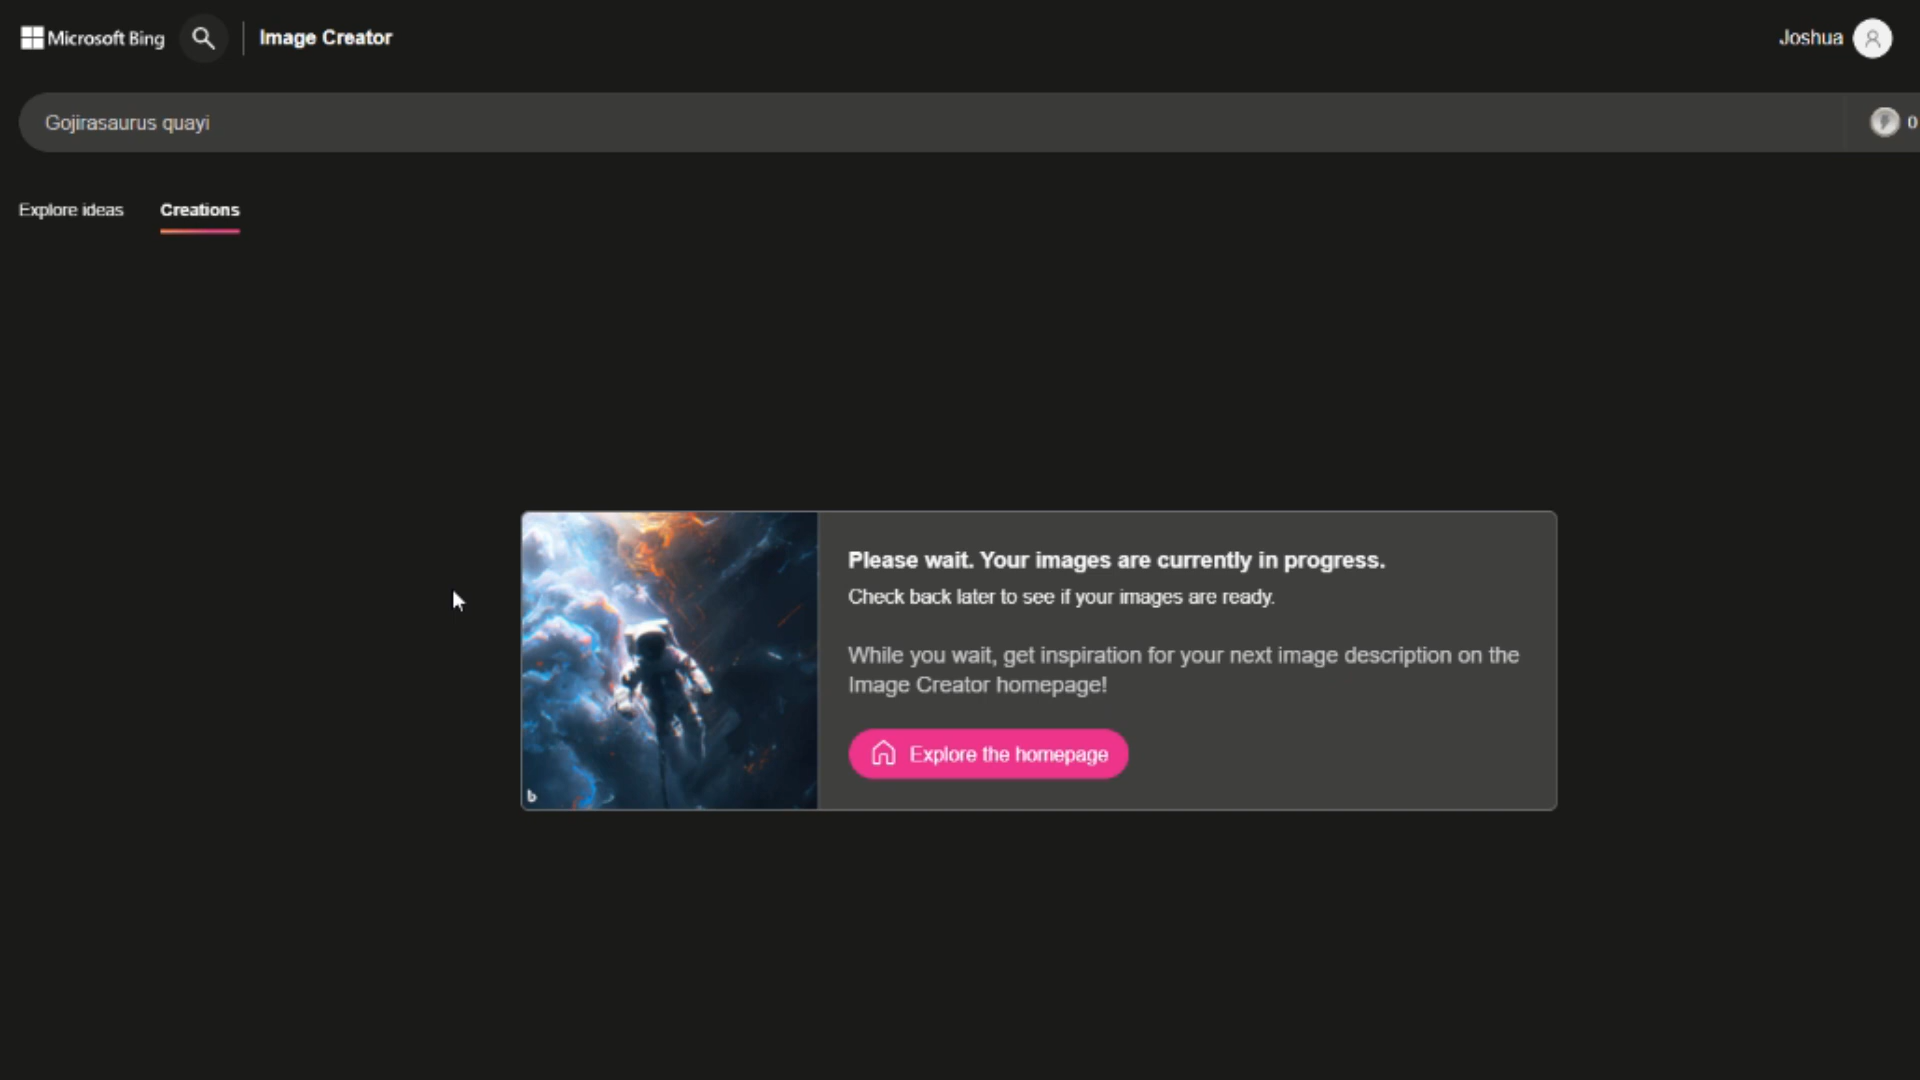 Microsoft Bing
Image Creator
Joshua
Gojirasaurus quayi
0
Explore ideas
Creations
Please wait. Your images are currently in progress.
Check back later to see if your images are ready.
While you wait, get inspiration for your next image description on the
Image Creator homepage!
Explore the homepage
b